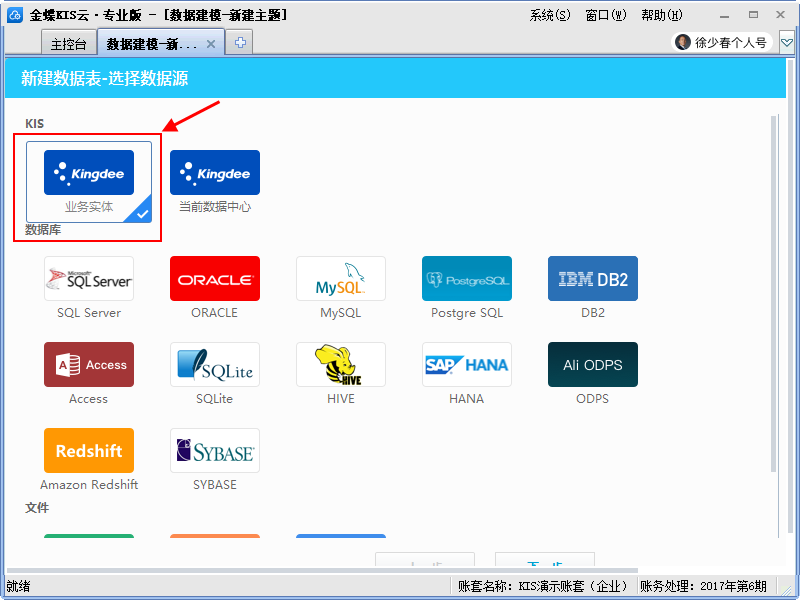 金蝶KIS云·专业版 - [数据建模-新建主题]
系统(S) 窗口(W) 帮助(H)
主控台 数据建模-新... 徐少春个人号
新建数据表-选择数据源
KIS
Kingdee Kingdee
业务实体 当前数据中心
数据库
Microsoft SQL Server ORACLE MySQL PostgreSQL IBM DB2
SQL Server ORACLE MySQL Postgre SQL DB2
Access SQLite HIVE SAP HANA Ali ODPS
Access SQLite HIVE HANA ODPS
Redshift SYBASE
Amazon Redshift SYBASE
文件
就绪 账套名称: KIS演示账套（企业） 账务处理: 2017年第6期